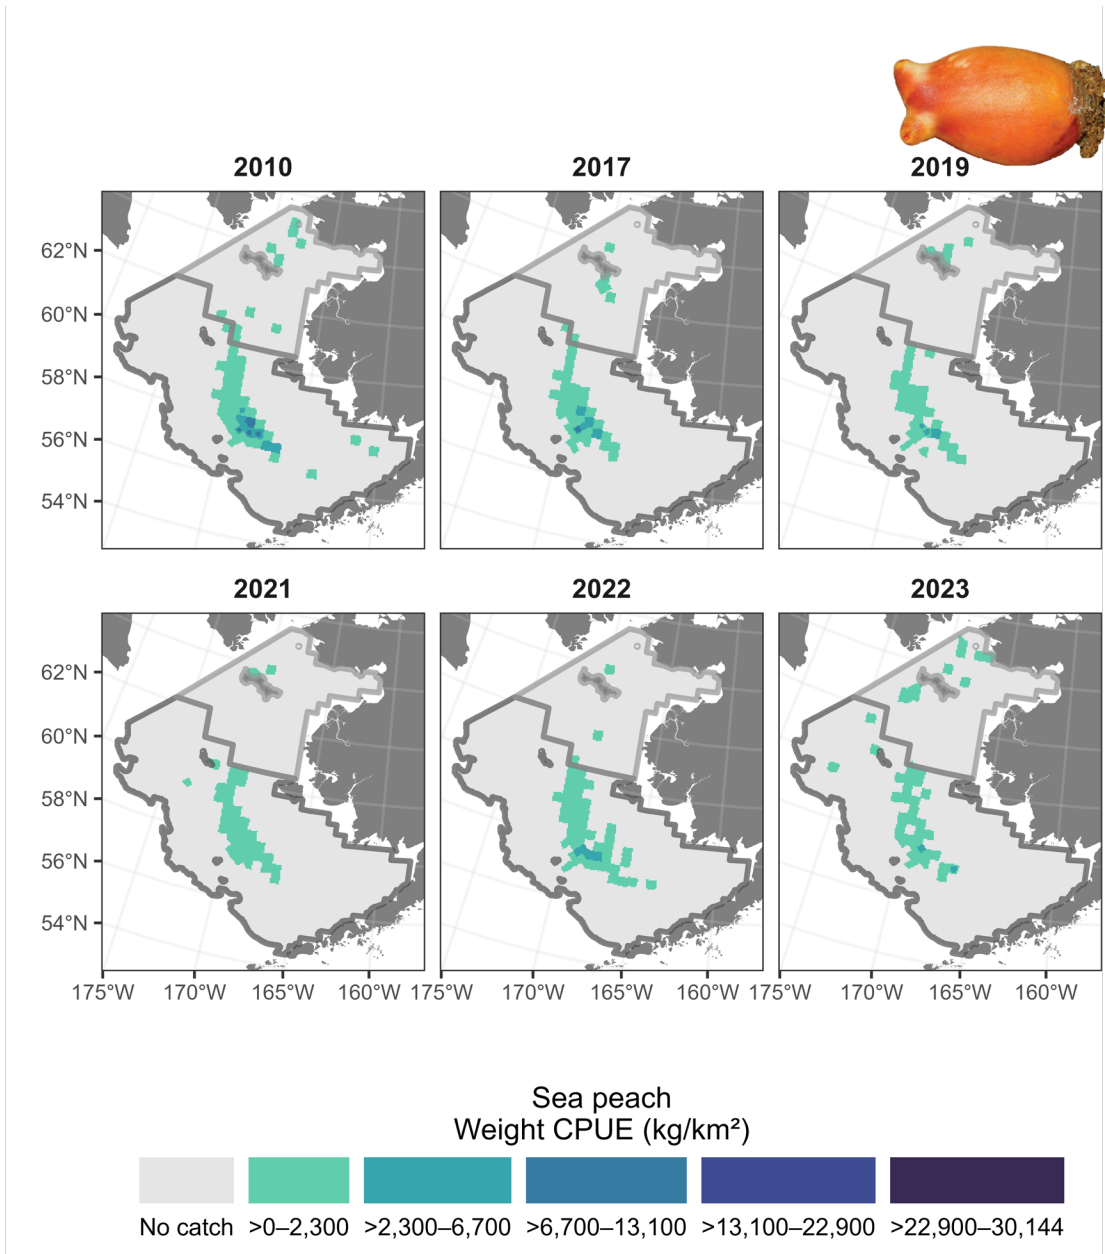 2010
2017
2019
62°N
60°N
58°N
56°N
54°N
2021
2022
2023
62°N
60°N
58°N
56°N
54°N
175°W 170°W 165°W 160°W 175°W 170°W 165°W 160°W 175°W 170°W 165°W 160°W
Sea peach
Weight CPUE (kg/km²)
No catch >0–2,300 >2,300–6,700 >6,700–13,100 >13,100–22,900 >22,900–30,144